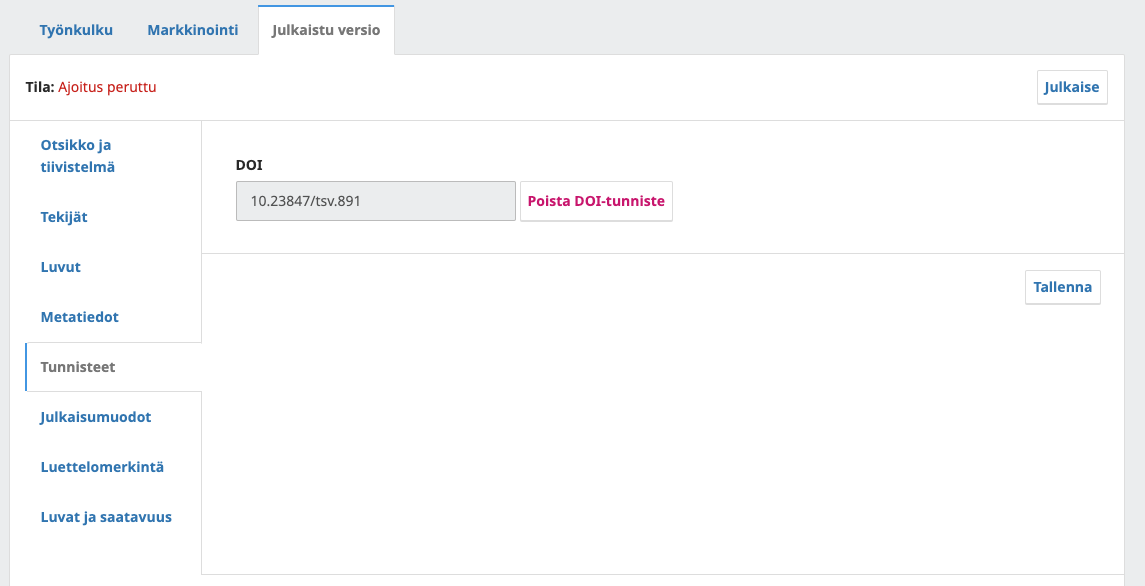 Työnkulku Markkinointi Julkaistu versio
Tila: Ajoitus peruttu
Julkaise
Otsikko ja
tiivistelmä
Tekijät
Luvut
Metatiedot
Tunnisteet
Julkaisumuodot
Luettelomerkintä
Luvat ja saatavuus
DOI
10.23847/tsv.891
Poista DOI-tunniste
Tallenna